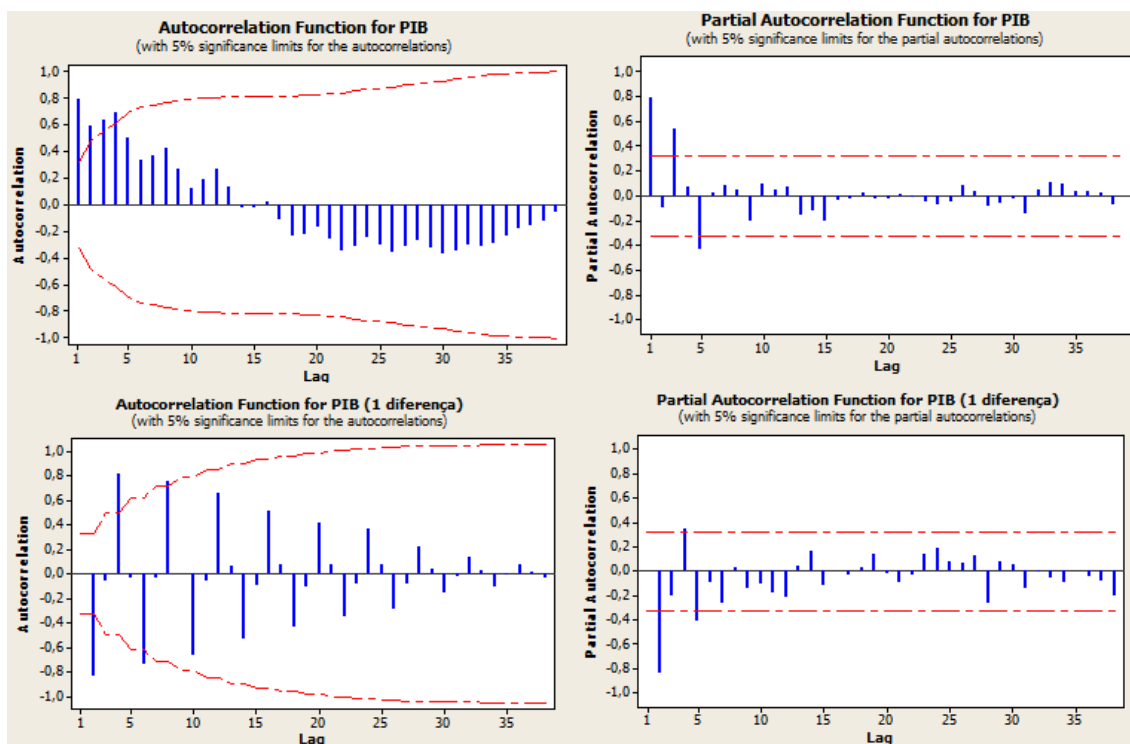 Autocorrelation Function for PIB
(with 5% significance limits for the autocorrelations)
1,0
0,8
0,6
0,4
0,2
0,0
-0,2
-0,4
-0,6
-0,8
-1,0
Autocorrelation
1 5 10 15 20 25 30 35
Lag
Partial Autocorrelation Function for PIB
(with 5% significance limits for the partial autocorrelations)
1,0
0,8
0,6
0,4
0,2
0,0
-0,2
-0,4
-0,6
-0,8
-1,0
Partial Autocorrelation
1 5 10 15 20 25 30 35
Lag
Autocorrelation Function for PIB (1 diferença)
(with 5% significance limits for the autocorrelations)
1,0
0,8
0,6
0,4
0,2
0,0
-0,2
-0,4
-0,6
-0,8
-1,0
Autocorrelation
1 5 10 15 20 25 30 35
Lag
Partial Autocorrelation Function for PIB (1 diferença)
(with 5% significance limits for the partial autocorrelations)
1,0
0,8
0,6
0,4
0,2
0,0
-0,2
-0,4
-0,6
-0,8
-1,0
Partial Autocorrelation
1 5 10 15 20 25 30 35
Lag